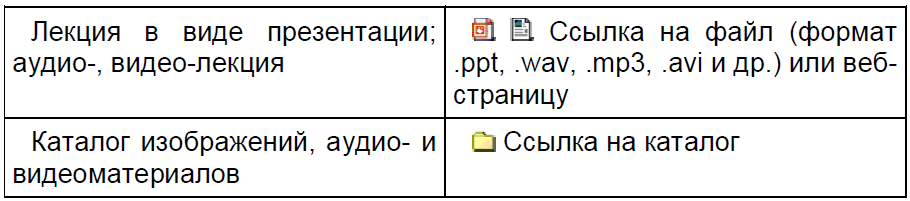 Лекция в виде презентации;
аудио-, видео-лекция
Ссылка на файл (формат
.ppt, .wav, .mp3, .avi и др.) или веб-
страницу
Каталог изображений, аудио- и
видеоматериалов
Ссылка на каталог